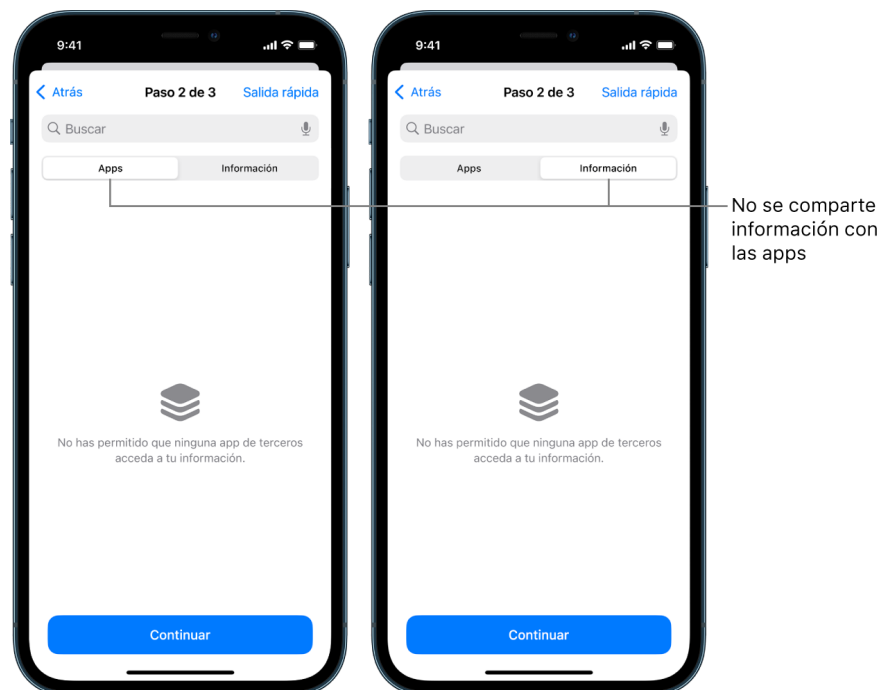 9:41
Atrás
Paso 2 de 3
Salida rápida
Buscar
Apps
Información
No has permitido que ninguna app de terceros
acceda a tu información.
Continuar
9:41
Atrás
Paso 2 de 3
Salida rápida
Buscar
Apps
Información
No has permitido que ninguna app de terceros
acceda a tu información.
Continuar
No se comparte
información con
las apps